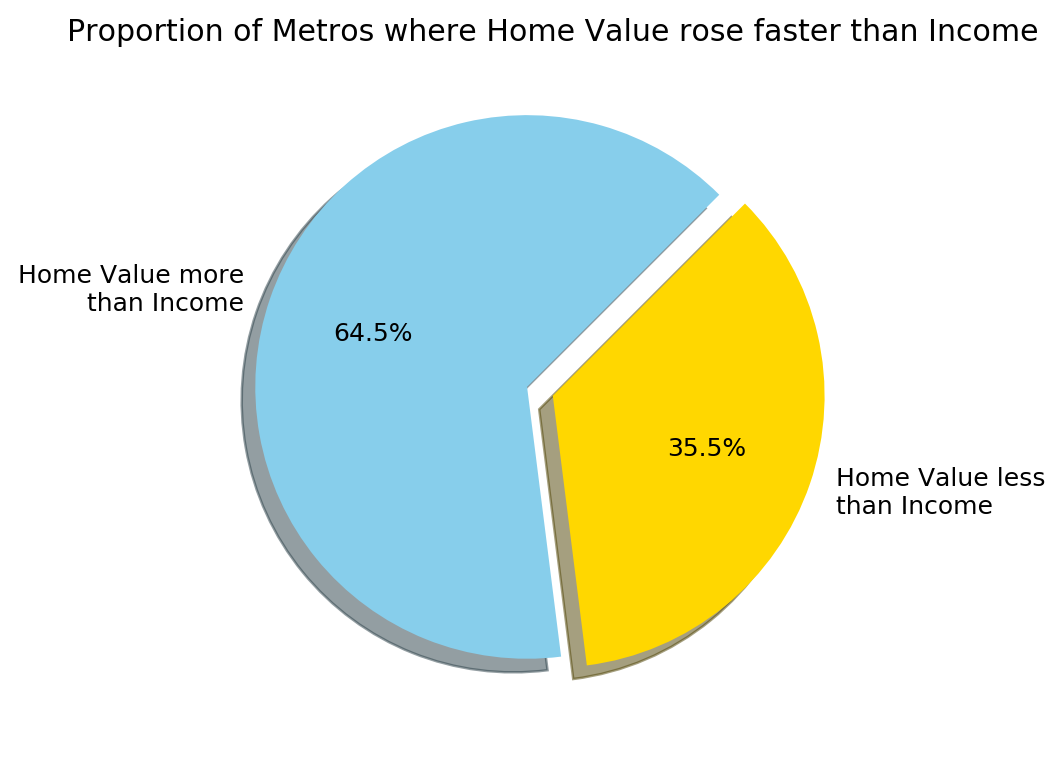 Proportion of Metros where Home Value rose faster than Income
Home Value more
than Income
64.5%
35.5%
Home Value less
than Income